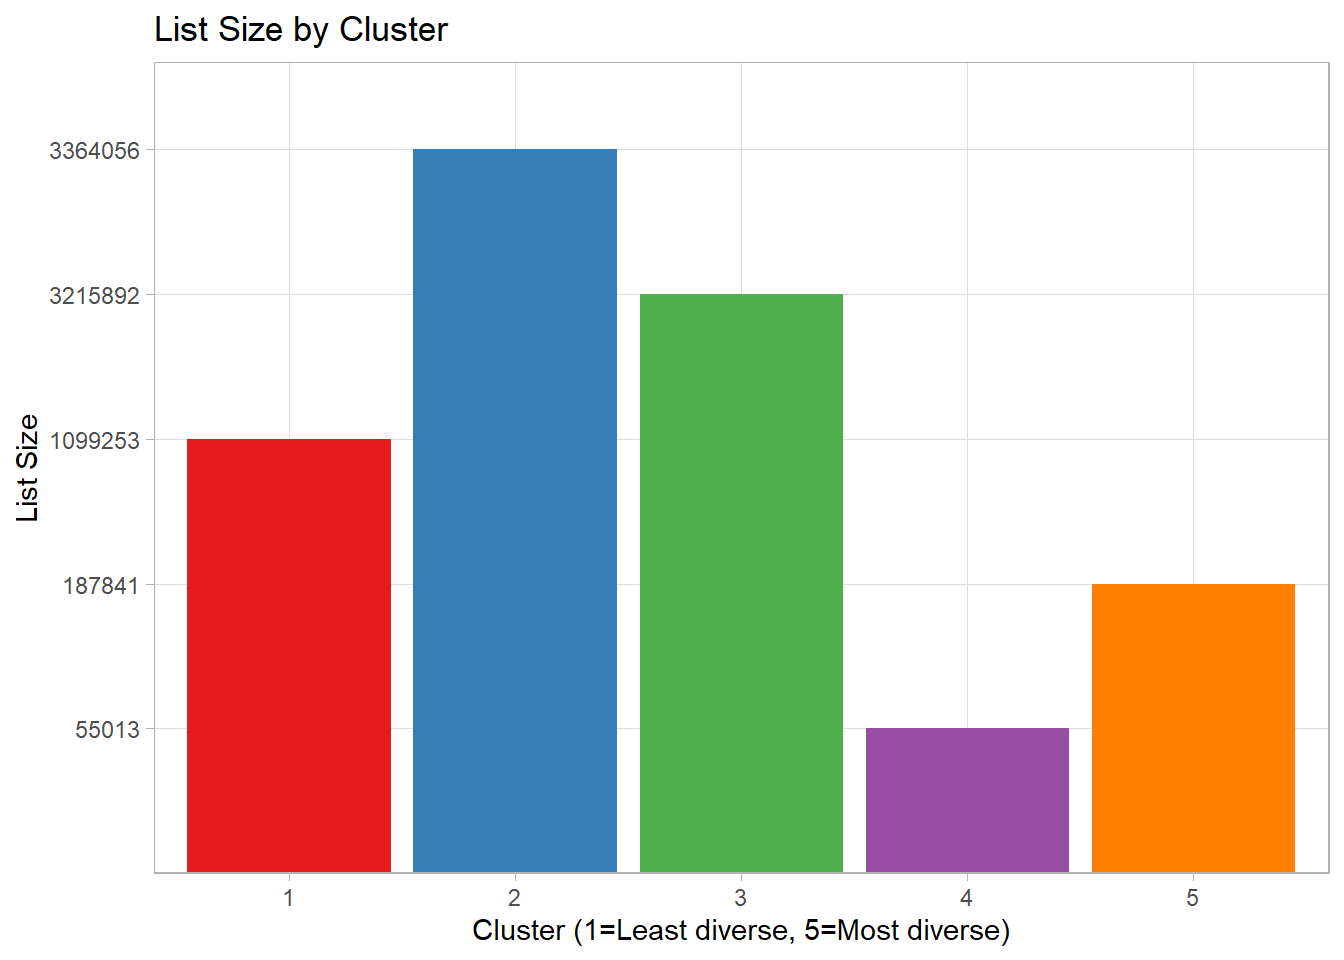 List Size by Cluster
List Size
3364056
3215892
1099253
187841
55013
1 2 3 4 5
Cluster (1=Least diverse, 5=Most diverse)